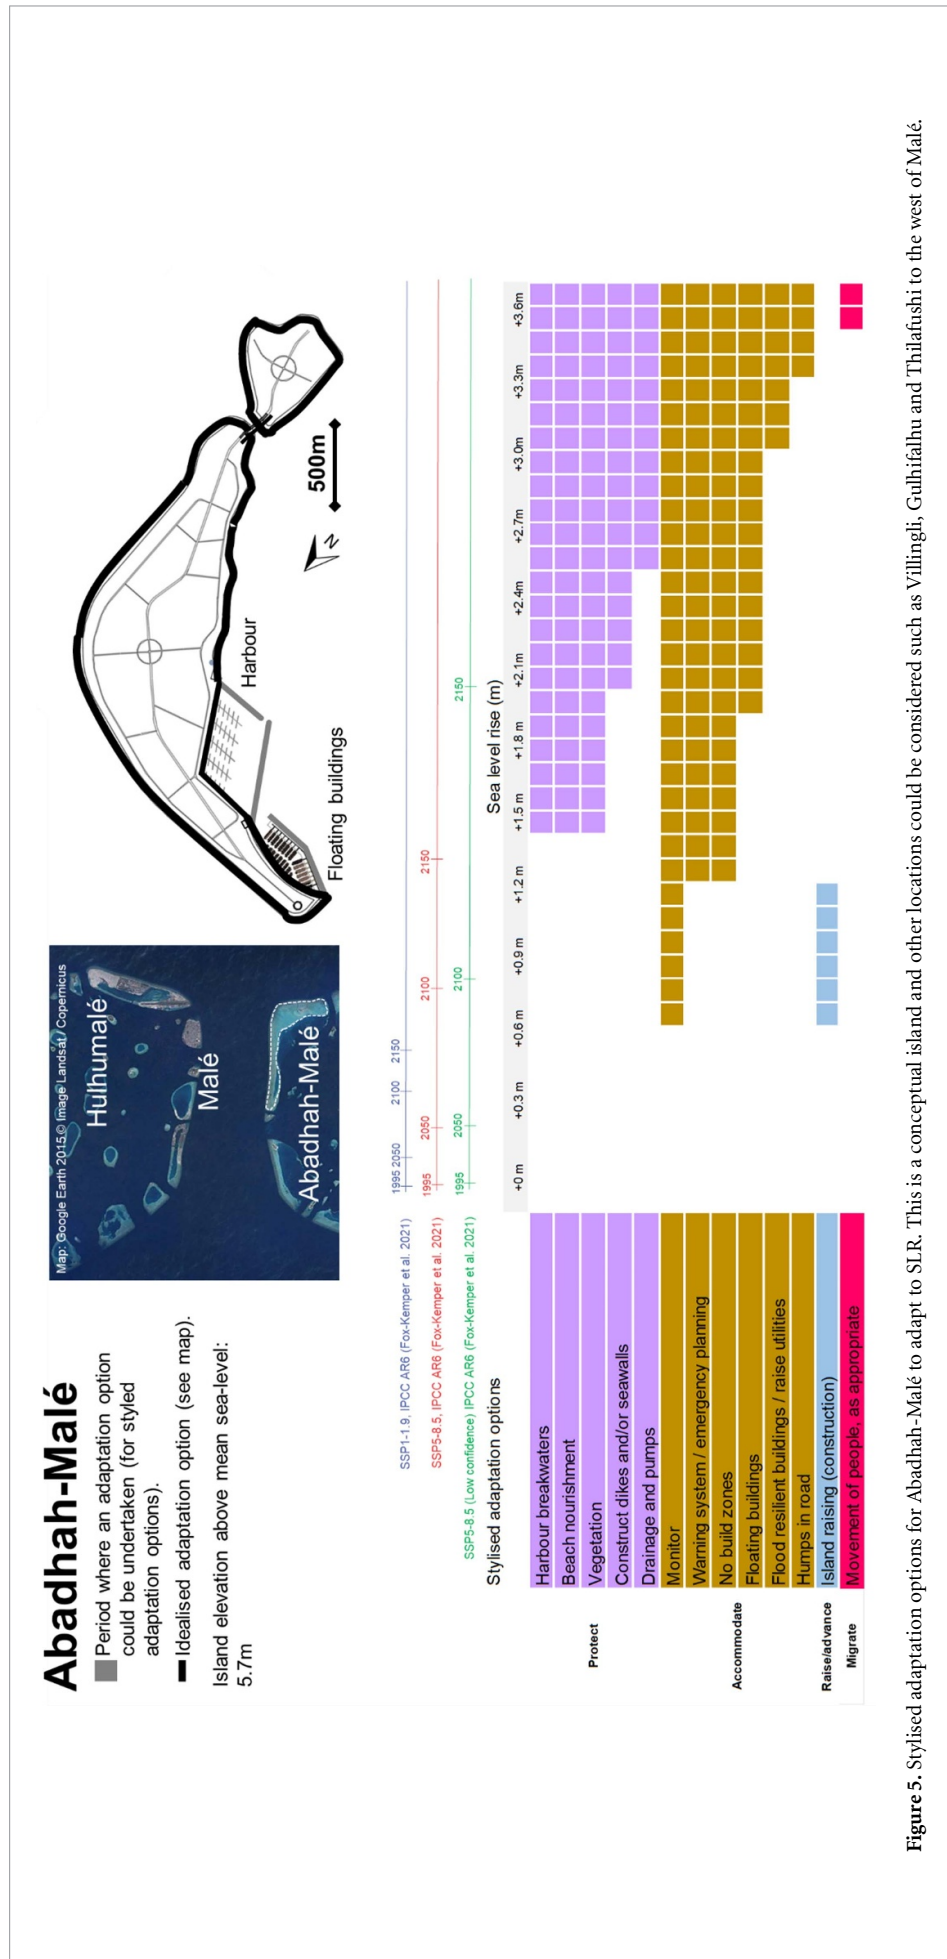 Abadhah-Malé
Period where an adaptation option
could be undertaken (for styled
adaptation options).
Idealised adaptation option (see map).
Island elevation above mean sea-level:
5.7m
Map: Google Earth 2015,© Image Landsat / Copernicus
Hulhumalé
Malé
Abadhah-Malé
Floating buildings
Harbour
500m
N
SSP1-1.9, IPCC AR6 (Fox-Kemper et al. 2021)
1995 2050 2100 2150
SSP5-8.5, IPCC AR6 (Fox-Kemper et al. 2021)
1995 2050 2100 2150
SSP5-8.5 (Low confidence) IPCC AR6 (Fox-Kemper et al. 2021)
1995 2050 2100 2150
Stylised adaptation options
Sea level rise (m)
+0 m +0.3 m +0.6 m +0.9 m +1.2 m +1.5 m +1.8 m +2.1m +2.4m +2.7m +3.0m +3.3m +3.6m
Protect
Harbour breakwaters
Beach nourishment
Vegetation
Construct dikes and/or seawalls
Drainage and pumps
Accommodate
Monitor
Warning system / emergency planning
No build zones
Floating buildings
Flood resilient buildings / raise utilities
Humps in road
Raise/advance
Island raising (construction)
Migrate
Movement of people, as appropriate
Figure 5. Stylised adaptation options for Abadhah-Malé to adapt to SLR. This is a conceptual island and other locations could be considered such as Villingli, Gulhifalhu and Thilafushi to the west of Malé.